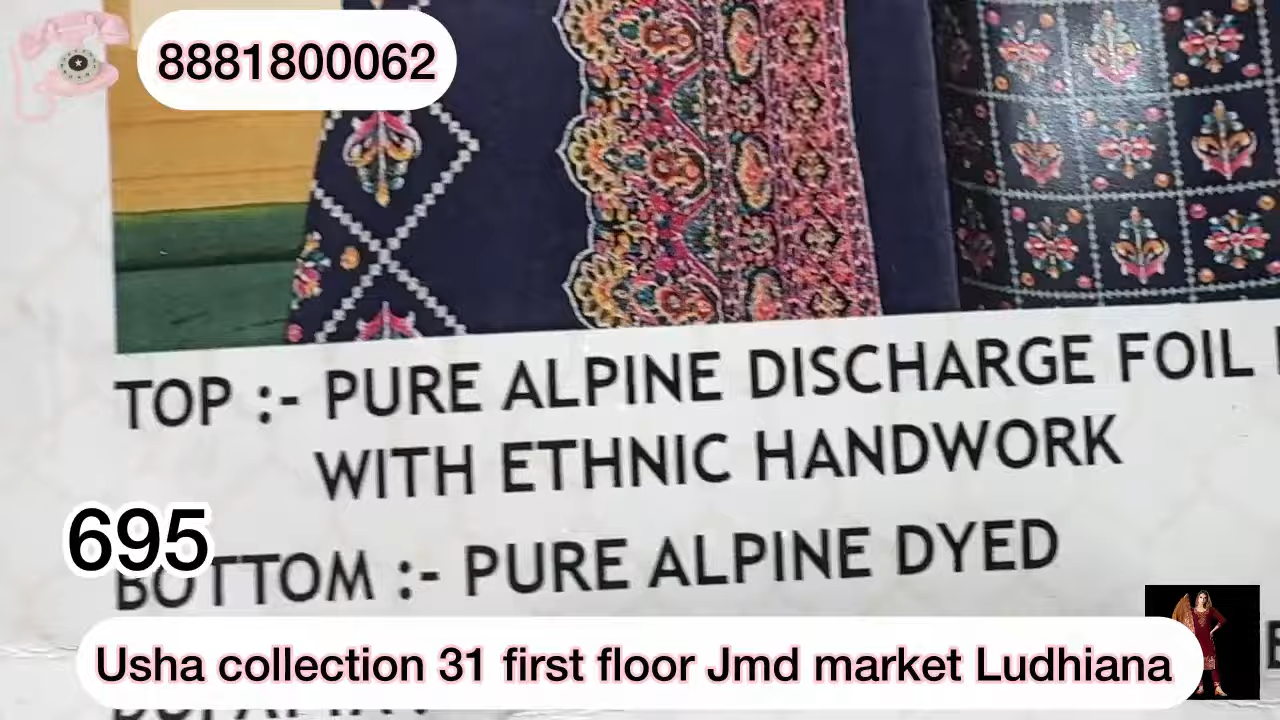 8881800062
TOP :- PURE ALPINE DISCHARGE FOIL
WITH ETHNIC HANDWORK
695
BOTTOM :- PURE ALPINE DYED
Usha collection 31 first floor Jmd market Ludhiana